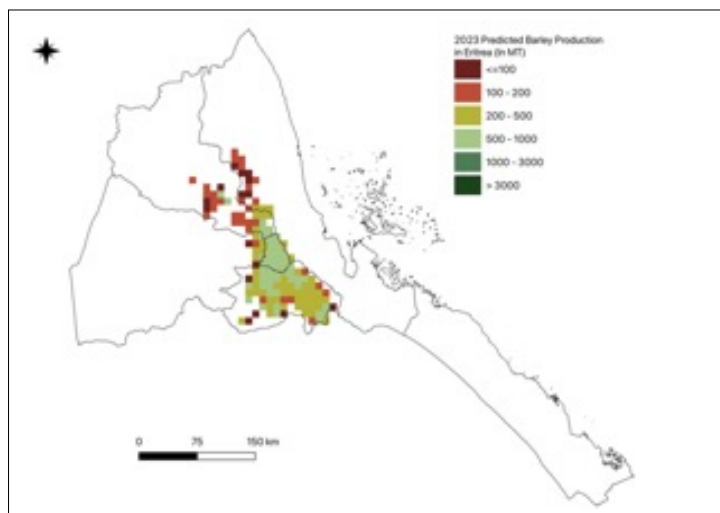 2023 Predicted Barley Production
in Eritrea (in MT)
<=100
100 - 200
200 - 500
500 - 1000
1000 - 3000
> 3000
0 75 150 km